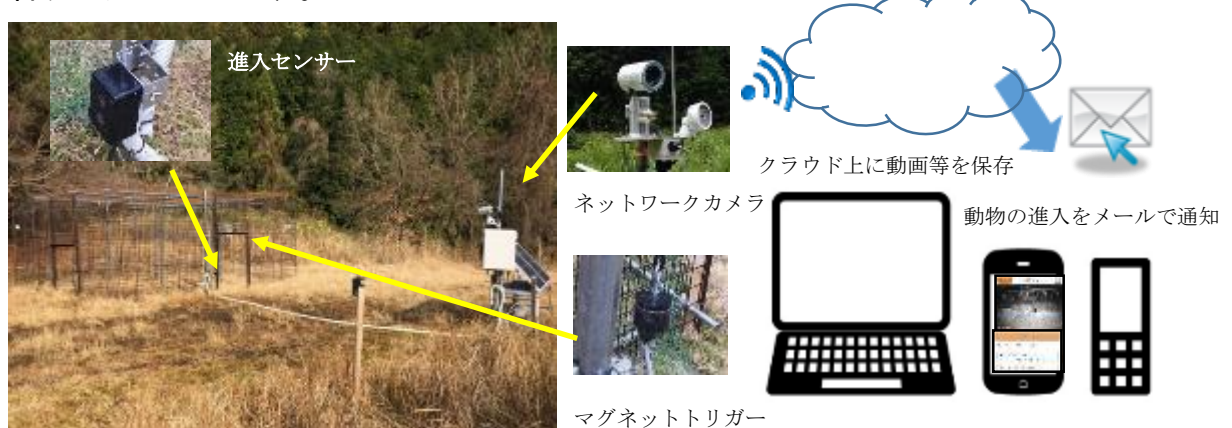 進入センサー
クラウド上に動画等を保存
ネットワークカメラ
動物の進入をメールで通知
マグネットトリガー